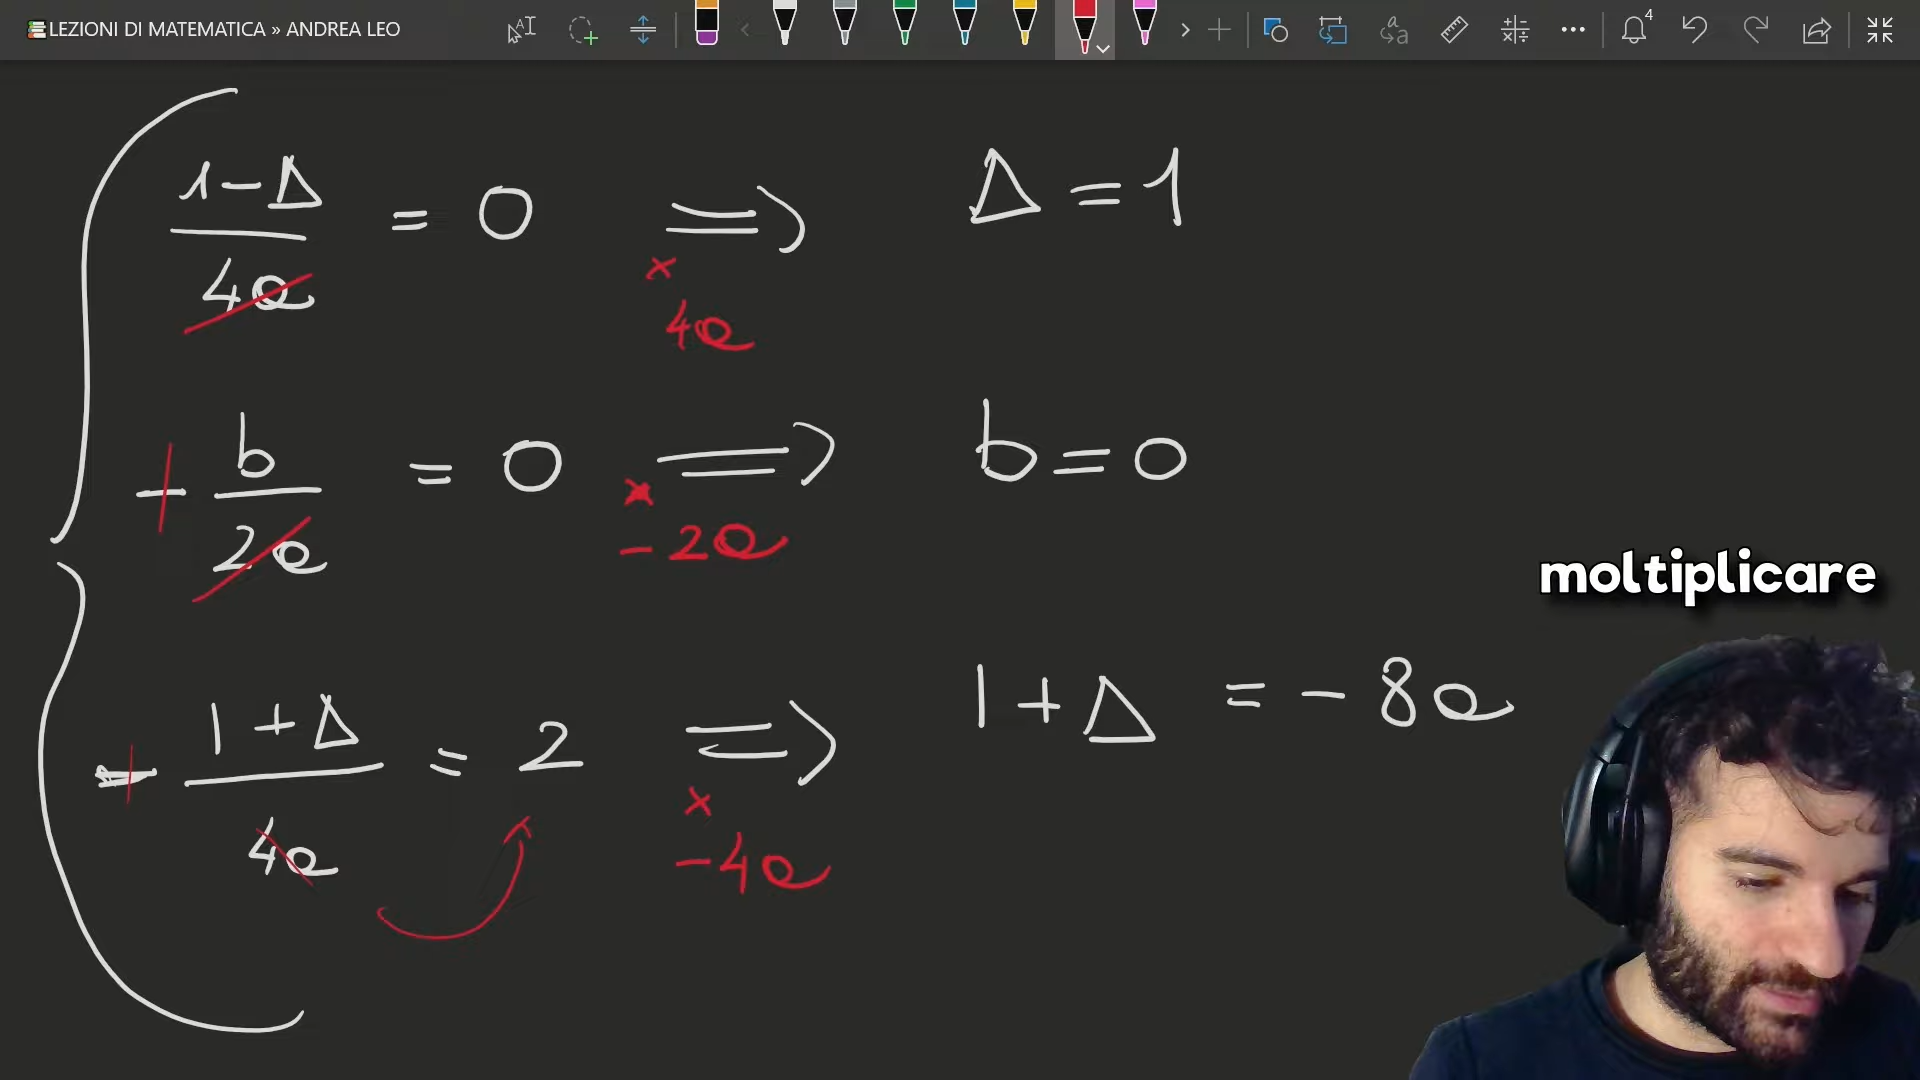 LEZIONI DI MATEMATICA » ANDREA LEO
4
1-Δ
4a
= 0 ⇒ Δ = 1
× 4a
- b
2a
= 0 ⇒ b = 0
× -2a
moltiplicare
- 1+Δ
4a
= 2 ⇒ 1+Δ = -8a
× -4a